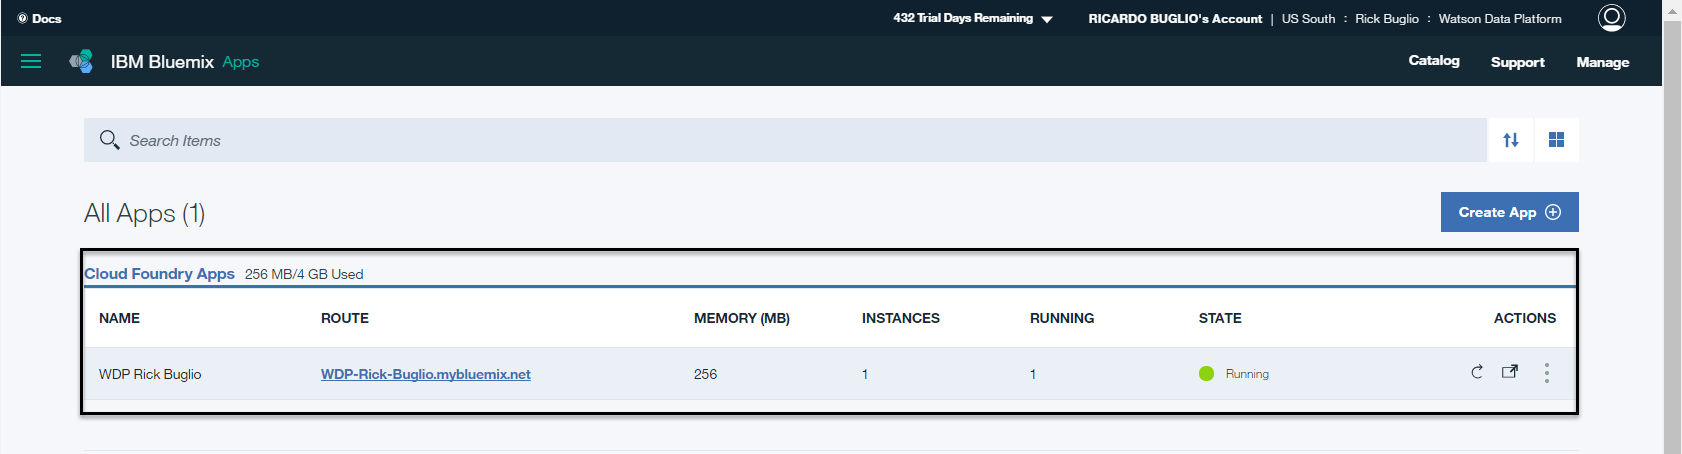 Docs 432 Trial Days Remaining RICARDO BUGLIO's Account | US South : Rick Buglio : Watson Data Platform
IBM Bluemix Apps Catalog Support Manage
Search Items
All Apps (1) Create App
Cloud Foundry Apps 256 MB/4 GB Used
NAME ROUTE MEMORY (MB) INSTANCES RUNNING STATE ACTIONS
WDP Rick Buglio WDP-Rick-Buglio.mybluemix.net 256 1 1 Running